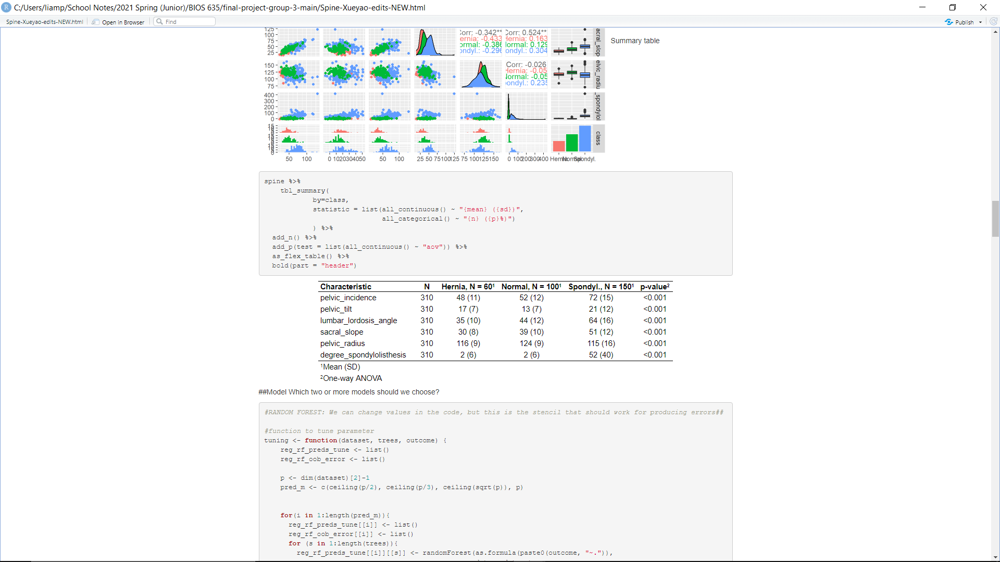 C:/Users/liamp/School Notes/2021 Spring (Junior)/BIOS 635/final-project-group-3-main/Spine-Xueyao-edits-NEW.html
Spine-Xueyao-edits-NEW.html Open in Browser Find Publish
125
100
75
50
25
Corr: -0.342**
Hernia: -0.433
ormal: -0.386
ondyl.: -0.296
Corr: 0.524**
Hernia: 0.163
Normal: 0.129
ondyl.: 0.304
acral_slop
Summary table
150
125
100
75
Corr: -0.026
Hernia: -0.05
Normal: -0.05
pondyl.: 0.235
elvic_radiu
400
300
200
100
0
_spondylol
class
50 100
0 1020304050
50 100
25 50 75100125
75 100125150
0 100200300400
Hernia Normal Spondyl.
spine %>%
tbl_summary(
by=class,
statistic = list(all_continuous() ~ "{mean} ({sd})",
all_categorical() ~ "{n} ({p}%)")
) %>%
add_n() %>%
add_p(test = list(all_continuous() ~ "aov")) %>%
as_flex_table() %>%
bold(part = "header")
Characteristic N Hernia, N = 60¹ Normal, N = 100¹ Spondyl., N = 150¹ p-value²
pelvic_incidence 310 48 (11) 52 (12) 72 (15) <0.001
pelvic_tilt 310 17 (7) 13 (7) 21 (12) <0.001
lumbar_lordosis_angle 310 35 (10) 44 (12) 64 (16) <0.001
sacral_slope 310 30 (8) 39 (10) 51 (12) <0.001
pelvic_radius 310 116 (9) 124 (9) 115 (16) <0.001
degree_spondylolisthesis 310 2 (6) 2 (6) 52 (40) <0.001
¹Mean (SD)
²One-way ANOVA
##Model Which two or more models should we choose?
#RANDOM FOREST: We can change values in the code, but this is the stencil that should work for producing errors##
#function to tune parameter
tuning <- function(dataset, trees, outcome) {
reg_rf_preds_tune <- list()
reg_rf_oob_error <- list()
p <- dim(dataset)[2]-1
pred_m <- c(ceiling(p/2), ceiling(p/3), ceiling(sqrt(p)), p)
for(i in 1:length(pred_m)){
reg_rf_preds_tune[[i]] <- list()
reg_rf_oob_error[[i]] <- list()
for (s in 1:length(trees)){
reg_rf_preds_tune[[i]][[s]] <- randomForest(as.formula(paste0(outcome, "~.")),